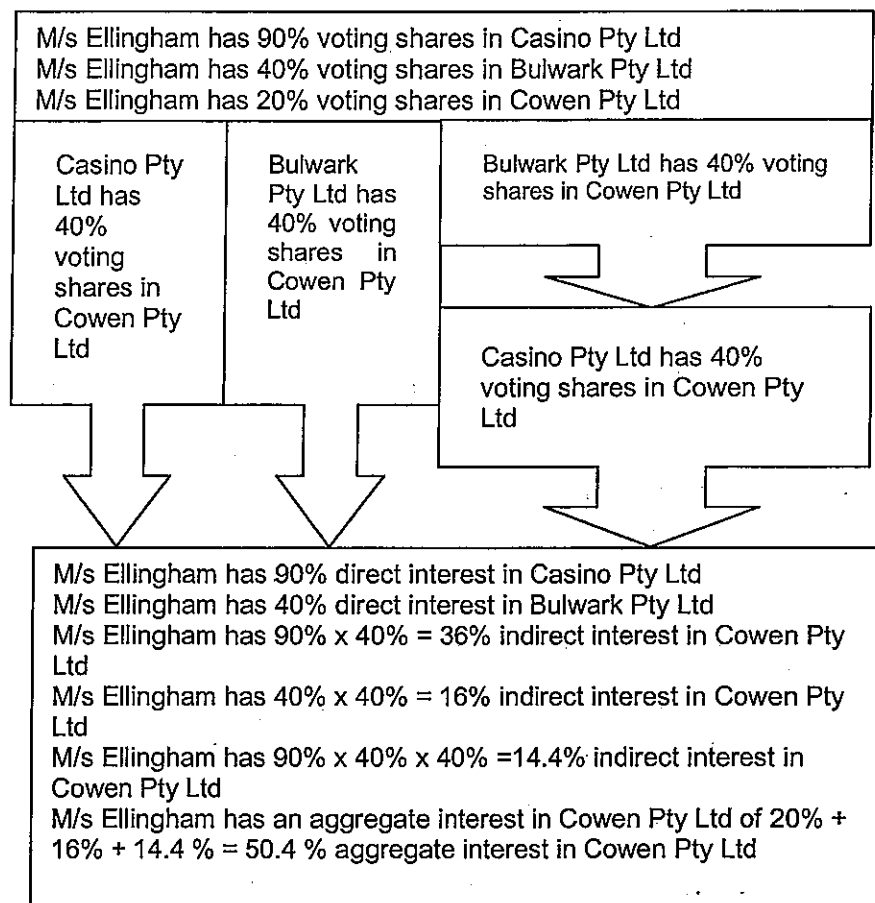 M/s Ellingham has 90% voting shares in Casino Pty Ltd
M/s Ellingham has 40% voting shares in Bulwark Pty Ltd
M/s Ellingham has 20% voting shares in Cowen Pty Ltd
Casino Pty
Ltd has
40%
voting
shares in
Cowen Pty
Ltd
Bulwark
Pty Ltd has
40% voting
shares in
Cowen Pty
Ltd
Bulwark Pty Ltd has 40% voting
shares in Cowen Pty Ltd
Casino Pty Ltd has 40%
voting shares in Cowen Pty
Ltd
M/s Ellingham has 90% direct interest in Casino Pty Ltd
M/s Ellingham has 40% direct interest in Bulwark Pty Ltd
M/s Ellingham has 90% x 40% = 36% indirect interest in Cowen Pty
Ltd
M/s Ellingham has 40% x 40% = 16% indirect interest in Cowen Pty
Ltd
M/s Ellingham has 90% x 40% x 40% =14.4% indirect interest in
Cowen Pty Ltd
M/s Ellingham has an aggregate interest in Cowen Pty Ltd of 20% +
16% + 14.4 % = 50.4 % aggregate interest in Cowen Pty Ltd